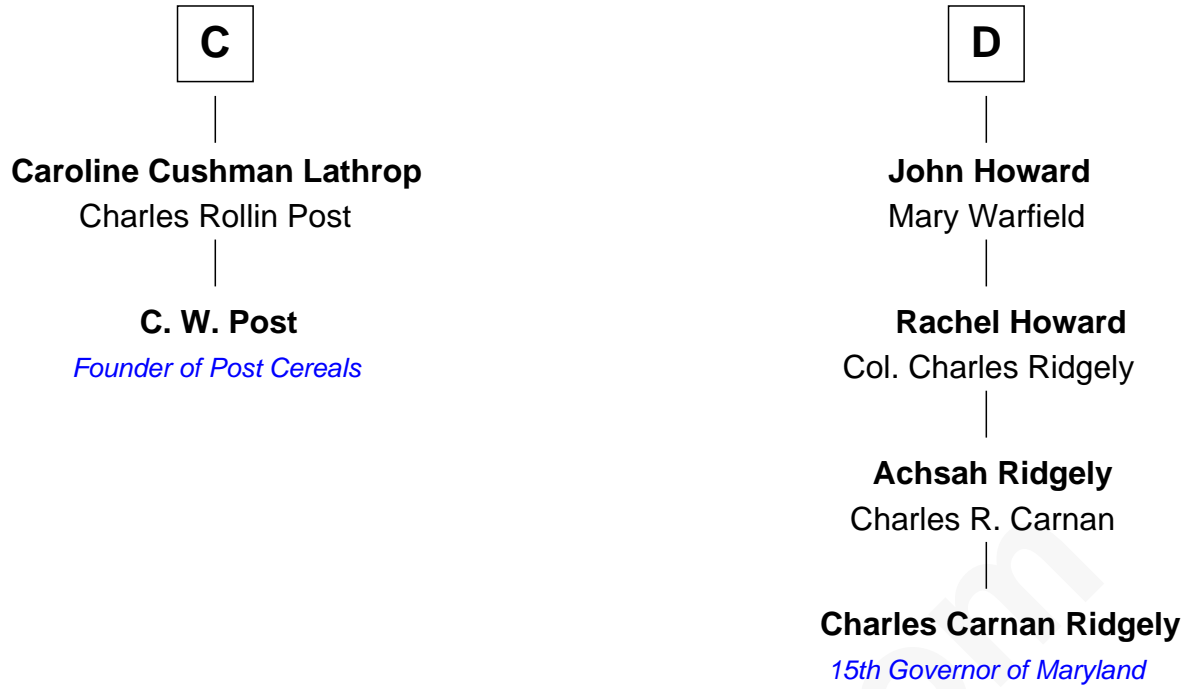 C
Caroline Cushman Lathrop
Charles Rollin Post
C. W. Post
Founder of Post Cereals
D
John Howard
Mary Warfield
Rachel Howard
Col. Charles Ridgely
Achsah Ridgely
Charles R. Carnan
Charles Carnan Ridgely
15th Governor of Maryland